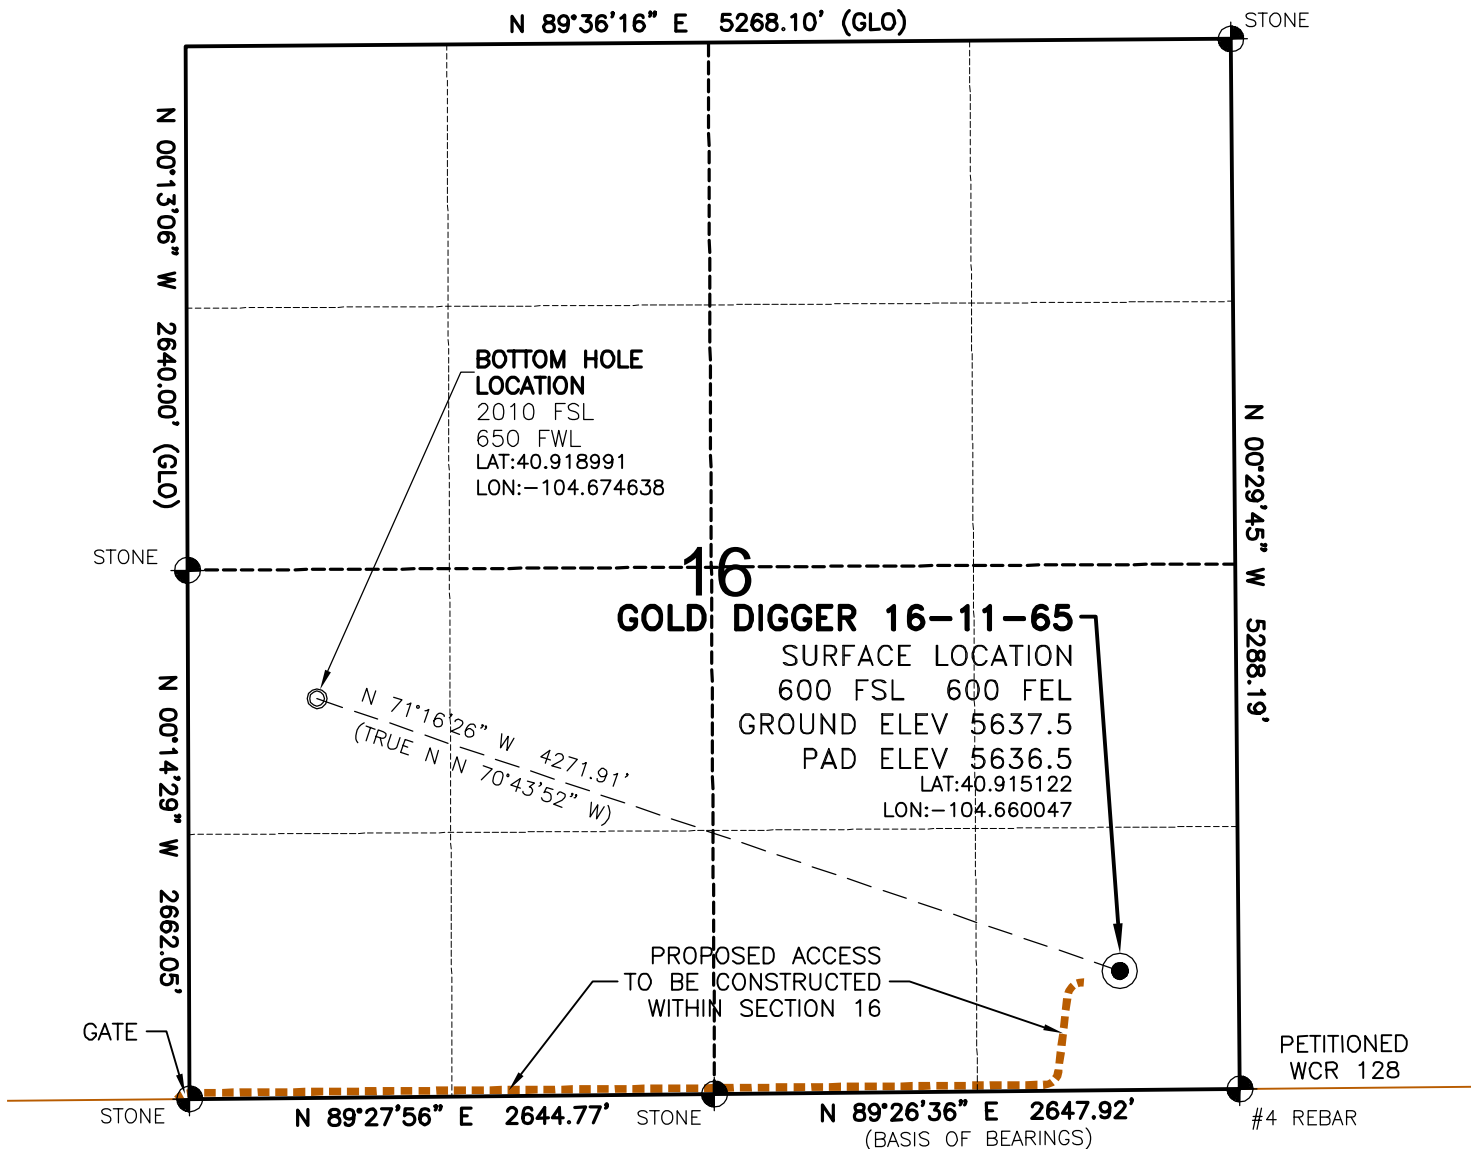 N 89°36'16" E 5268.10' (GLO)
STONE
N 00°13'06" W 2640.00' (GLO)
BOTTOM HOLE
LOCATION
2010 FSL
650 FWL
LAT:40.918991
LON:-104.674638
N 00°29'45" W 5288.19'
STONE
16
GOLD DIGGER 16-11-65
SURFACE LOCATION
600 FSL 600 FEL
GROUND ELEV 5637.5
PAD ELEV 5636.5
LAT:40.915122
LON:-104.660047
N 71°16'26" W 4271.91'
(TRUE N N 70°43'52" W)
N 00°14'29" W 2662.05'
PROPOSED ACCESS
TO BE CONSTRUCTED
WITHIN SECTION 16
GATE
PETITIONED
WCR 128
STONE
N 89°27'56" E 2644.77'
STONE
N 89°26'36" E 2647.92'
(BASIS OF BEARINGS)
#4 REBAR